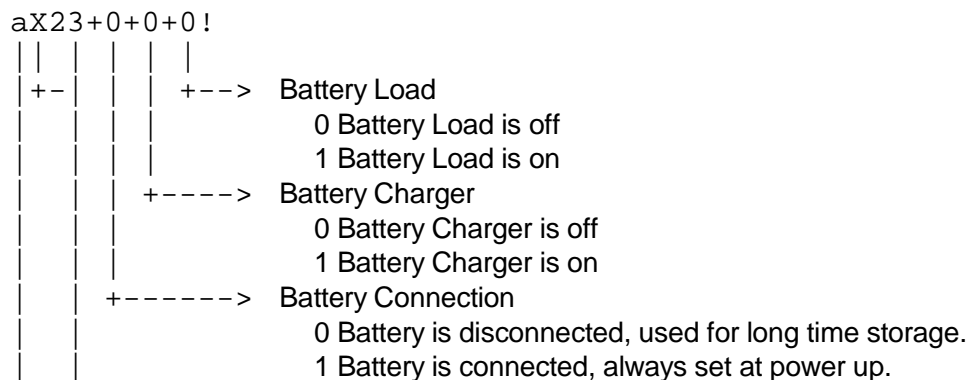 aX23+0+0+0!
|| | | | |
|+-| | | +--> Battery Load
| | | | 0 Battery Load is off
| | | | 1 Battery Load is on
| | | +----> Battery Charger
| | | 0 Battery Charger is off
| | | 1 Battery Charger is on
| | +------> Battery Connection
| | 0 Battery is disconnected, used for long time storage.
| | 1 Battery is connected, always set at power up.